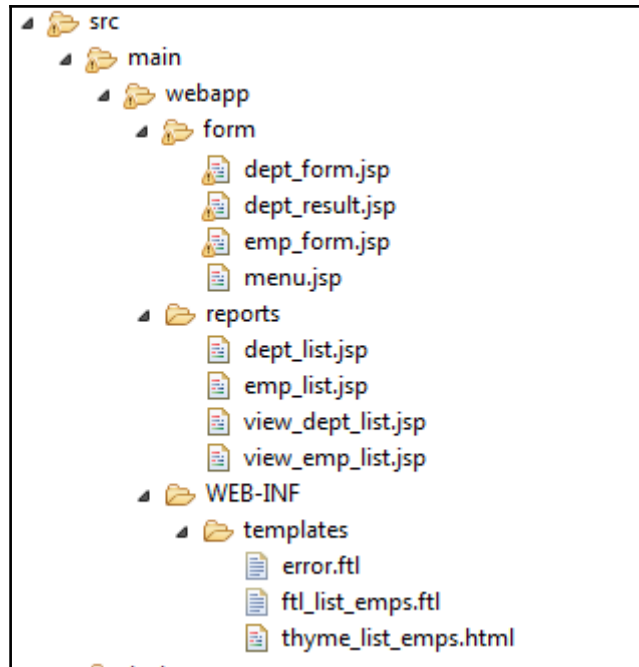 src
main
webapp
form
dept_form.jsp
dept_result.jsp
emp_form.jsp
menu.jsp
reports
dept_list.jsp
emp_list.jsp
view_dept_list.jsp
view_emp_list.jsp
WEB-INF
templates
error.ftl
ftl_list_emps.ftl
thyme_list_emps.html